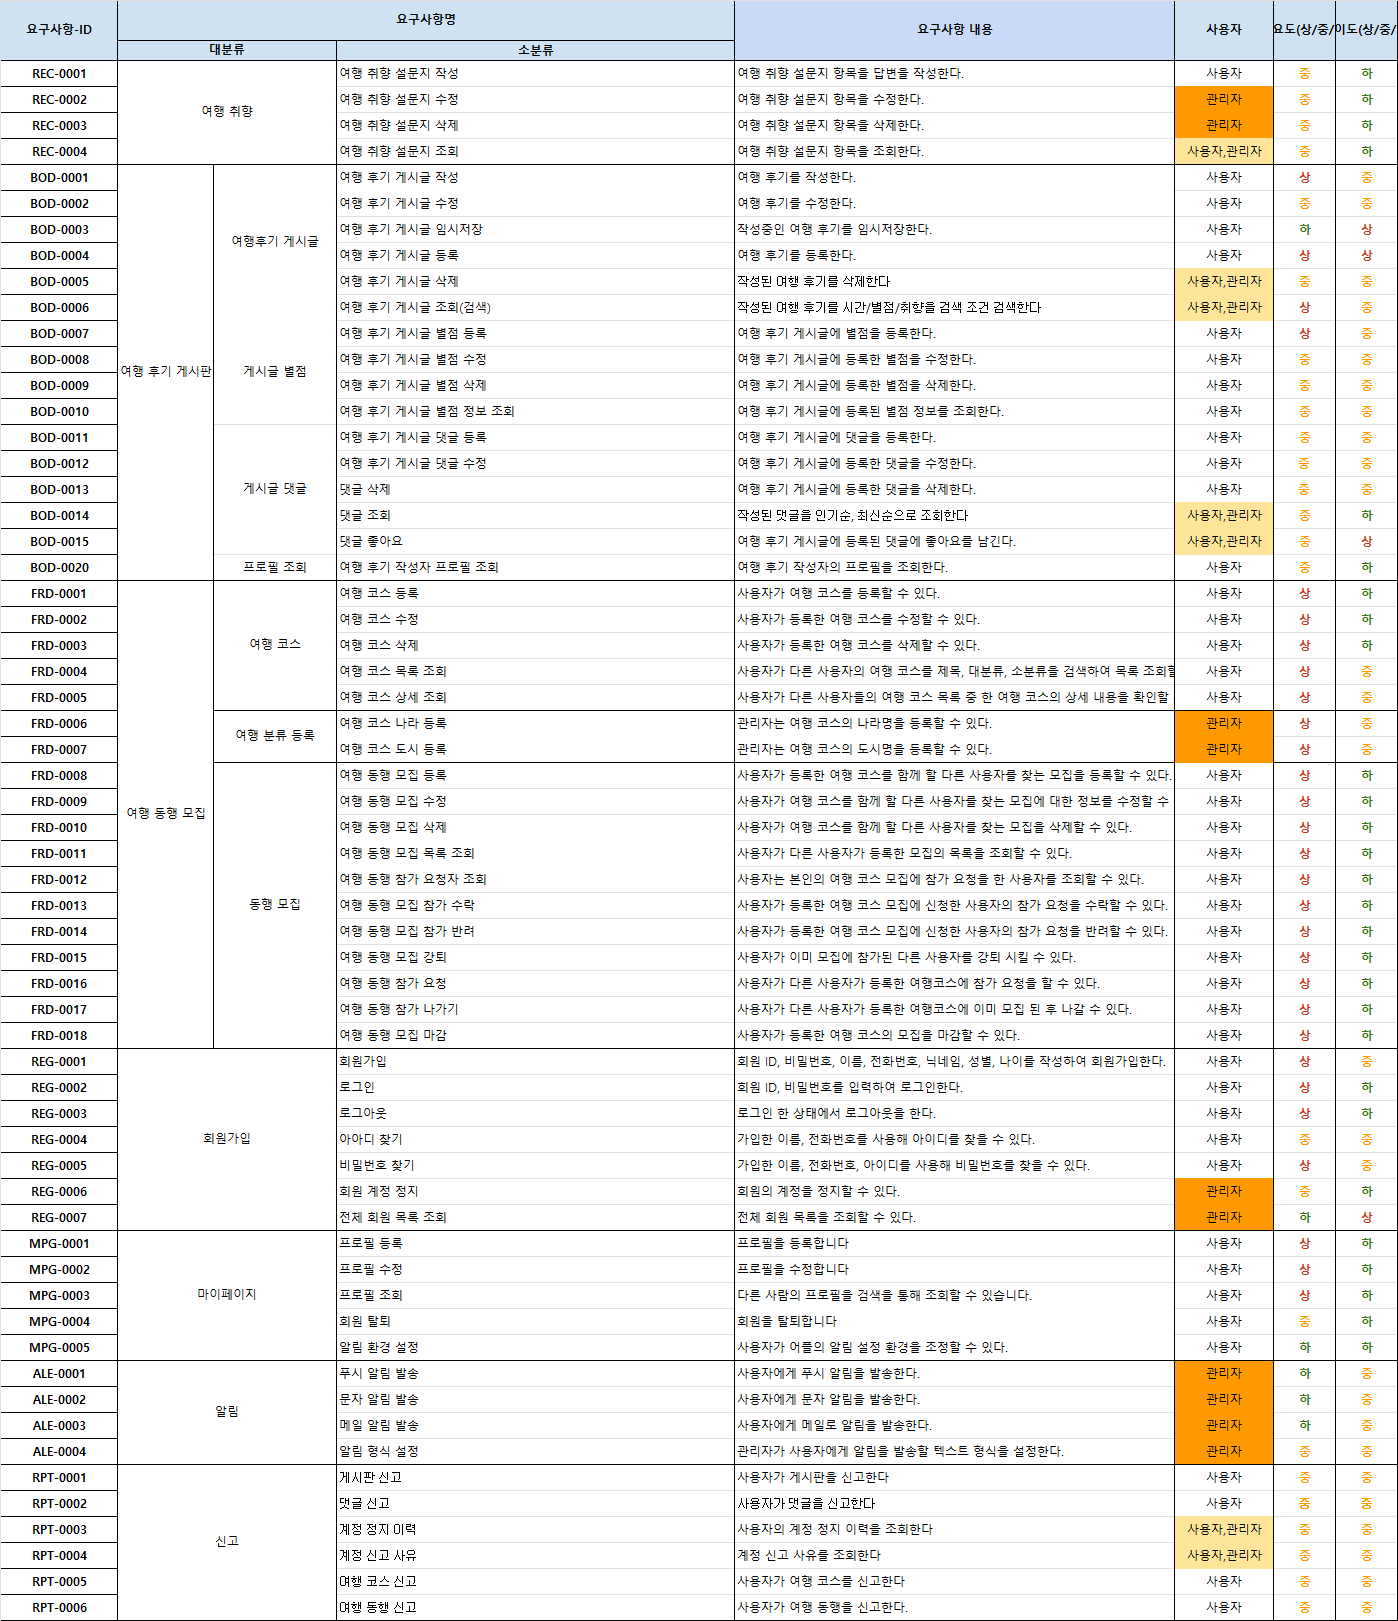 요구사항-ID 요구사항명 요구사항 내용 사용자 요도(상/중/ 이도(상/중/
대분류 소분류
REC-0001 여행 취향 설문지 작성 여행 취향 설문지 항목을 답변을 작성한다. 사용자 중 하
REC-0002 여행 취향 설문지 수정 여행 취향 설문지 항목을 수정한다. 관리자 중 하
여행 취향
REC-0003 여행 취향 설문지 삭제 여행 취향 설문지 항목을 삭제한다. 관리자 중 하
REC-0004 여행 취향 설문지 조회 여행 취향 설문지 항목을 조회한다. 사용자,관리자 중 하
BOD-0001 여행 후기 게시글 작성 여행 후기를 작성한다. 사용자 상 중
BOD-0002 여행 후기 게시글 수정 여행 후기를 수정한다. 사용자 중 중
BOD-0003 여행 후기 게시글 임시저장 작성중인 여행 후기를 임시저장한다. 사용자 하 상
여행후기 게시글
BOD-0004 여행 후기 게시글 등록 여행 후기를 등록한다. 사용자 상 상
BOD-0005 여행 후기 게시글 삭제 작성된 여행 후기를 삭제한다 사용자,관리자 중 중
BOD-0006 여행 후기 게시글 조회(검색) 작성된 여행 후기를 시간/별점/취향을 검색 조건 검색한다 사용자,관리자 상 중
BOD-0007 여행 후기 게시글 별점 등록 여행 후기 게시글에 별점을 등록한다. 사용자 상 중
BOD-0008 여행 후기 게시글 별점 수정 여행 후기 게시글에 등록한 별점을 수정한다. 사용자 중 중
여행 후기 게시판 게시글 별점
BOD-0009 여행 후기 게시글 별점 삭제 여행 후기 게시글에 등록한 별점을 삭제한다. 사용자 중 중
BOD-0010 여행 후기 게시글 별점 정보 조회 여행 후기 게시글에 등록된 별점 정보를 조회한다. 사용자 중 중
BOD-0011 여행 후기 게시글 댓글 등록 여행 후기 게시글에 댓글을 등록한다. 사용자 중 중
BOD-0012 여행 후기 게시글 댓글 수정 여행 후기 게시글에 등록한 댓글을 수정한다. 사용자 중 중
BOD-0013 게시글 댓글 댓글 삭제 여행 후기 게시글에 등록한 댓글을 삭제한다. 사용자 중 중
BOD-0014 댓글 조회 작성된 댓글을 인기순, 최신순으로 조회한다 사용자,관리자 중 하
BOD-0015 댓글 좋아요 여행 후기 게시글에 등록된 댓글에 좋아요를 남긴다. 사용자,관리자 중 상
BOD-0020 프로필 조회 여행 후기 작성자 프로필 조회 여행 후기 작성자의 프로필을 조회한다. 사용자 중 하
FRD-0001 여행 코스 등록 사용자가 여행 코스를 등록할 수 있다. 사용자 상 하
FRD-0002 여행 코스 수정 사용자가 등록한 여행 코스를 수정할 수 있다. 사용자 상 하
FRD-0003 여행 코스 여행 코스 삭제 사용자가 등록한 여행 코스를 삭제할 수 있다. 사용자 상 하
FRD-0004 여행 코스 목록 조회 사용자가 다른 사용자의 여행 코스를 제목, 대분류, 소분류을 검색하여 목록 조회할 사용자 상 중
FRD-0005 여행 코스 상세 조회 사용자가 다른 사용자들의 여행 코스 목록 중 한 여행 코스의 상세 내용을 확인할 사용자 상 중
FRD-0006 여행 코스 나라 등록 관리자는 여행 코스의 나라명을 등록할 수 있다. 관리자 상 중
여행 분류 등록
FRD-0007 여행 코스 도시 등록 관리자는 여행 코스의 도시명을 등록할 수 있다. 관리자 상 중
FRD-0008 여행 동행 모집 등록 사용자가 등록한 여행 코스를 함께 할 다른 사용자를 찾는 모집을 등록할 수 있다. 사용자 상 하
FRD-0009 여행 동행 모집 수정 사용자가 여행 코스를 함께 할 다른 사용자를 찾는 모집에 대한 정보를 수정할 수 사용자 상 하
여행 동행 모집
FRD-0010 여행 동행 모집 삭제 사용자가 여행 코스를 함께 할 다른 사용자를 찾는 모집을 삭제할 수 있다. 사용자 상 하
FRD-0011 여행 동행 모집 목록 조회 사용자가 다른 사용자가 등록한 모집의 목록을 조회할 수 있다. 사용자 상 하
FRD-0012 여행 동행 참가 요청자 조회 사용자는 본인의 여행 코스 모집에 참가 요청을 한 사용자를 조회할 수 있다. 사용자 상 하
FRD-0013 동행 모집 여행 동행 모집 참가 수락 사용자가 등록한 여행 코스 모집에 신청한 사용자의 참가 요청을 수락할 수 있다. 사용자 상 하
FRD-0014 여행 동행 모집 참가 반려 사용자가 등록한 여행 코스 모집에 신청한 사용자의 참가 요청을 반려할 수 있다. 사용자 상 하
FRD-0015 여행 동행 모집 강퇴 사용자가 이미 모집에 참가된 다른 사용자를 강퇴 시킬 수 있다. 사용자 상 하
FRD-0016 여행 동행 참가 요청 사용자가 다른 사용자가 등록한 여행코스에 참가 요청을 할 수 있다. 사용자 상 하
FRD-0017 여행 동행 참가 나가기 사용자가 다른 사용자가 등록한 여행코스에 이미 모집 된 후 나갈 수 있다. 사용자 상 하
FRD-0018 여행 동행 모집 마감 사용자가 등록한 여행 코스의 모집을 마감할 수 있다. 사용자 상 하
REG-0001 회원가입 회원 ID, 비밀번호, 이름, 전화번호, 닉네임, 성별, 나이를 작성하여 회원가입한다. 사용자 상 중
REG-0002 로그인 회원 ID, 비밀번호를 입력하여 로그인한다. 사용자 상 하
REG-0003 로그아웃 로그인 한 상태에서 로그아웃을 한다. 사용자 상 하
REG-0004 회원가입 아아디 찾기 가입한 이름, 전화번호를 사용해 아이디를 찾을 수 있다. 사용자 중 중
REG-0005 비밀번호 찾기 가입한 이름, 전화번호, 아이디를 사용해 비밀번호를 찾을 수 있다. 사용자 상 중
REG-0006 회원 계정 정지 회원의 계정을 정지할 수 있다. 관리자 중 하
REG-0007 전체 회원 목록 조회 전체 회원 목록을 조회할 수 있다. 관리자 하 상
MPG-0001 프로필 등록 프로필을 등록합니다 사용자 상 하
MPG-0002 프로필 수정 프로필을 수정합니다 사용자 상 하
MPG-0003 마이페이지 프로필 조회 다른 사람의 프로필을 검색을 통해 조회할 수 있습니다. 사용자 상 하
MPG-0004 회원 탈퇴 회원을 탈퇴합니다 사용자 중 하
MPG-0005 알림 환경 설정 사용자가 어플의 알림 설정 환경을 조정할 수 있다. 사용자 하 하
ALE-0001 푸시 알림 발송 사용자에게 푸시 알림을 발송한다. 관리자 하 중
ALE-0002 문자 알림 발송 사용자에게 문자 알림을 발송한다. 관리자 하 중
알림
ALE-0003 메일 알림 발송 사용자에게 메일로 알림을 발송한다. 관리자 하 중
ALE-0004 알림 형식 설정 관리자가 사용자에게 알림을 발송할 텍스트 형식을 설정한다. 관리자 중 중
RPT-0001 게시판 신고 사용자가 게시판을 신고한다 사용자 중 중
RPT-0002 댓글 신고 사용자가 댓글을 신고한다 사용자 중 중
RPT-0003 계정 정지 이력 사용자의 계정 정지 이력을 조회한다 사용자,관리자 중 중
신고
RPT-0004 계정 신고 사유 계정 신고 사유를 조회한다 사용자,관리자 중 중
RPT-0005 여행 코스 신고 사용자가 여행 코스를 신고한다 사용자 중 중
RPT-0006 여행 동행 신고 사용자가 여행 동행을 신고한다. 사용자 중 중